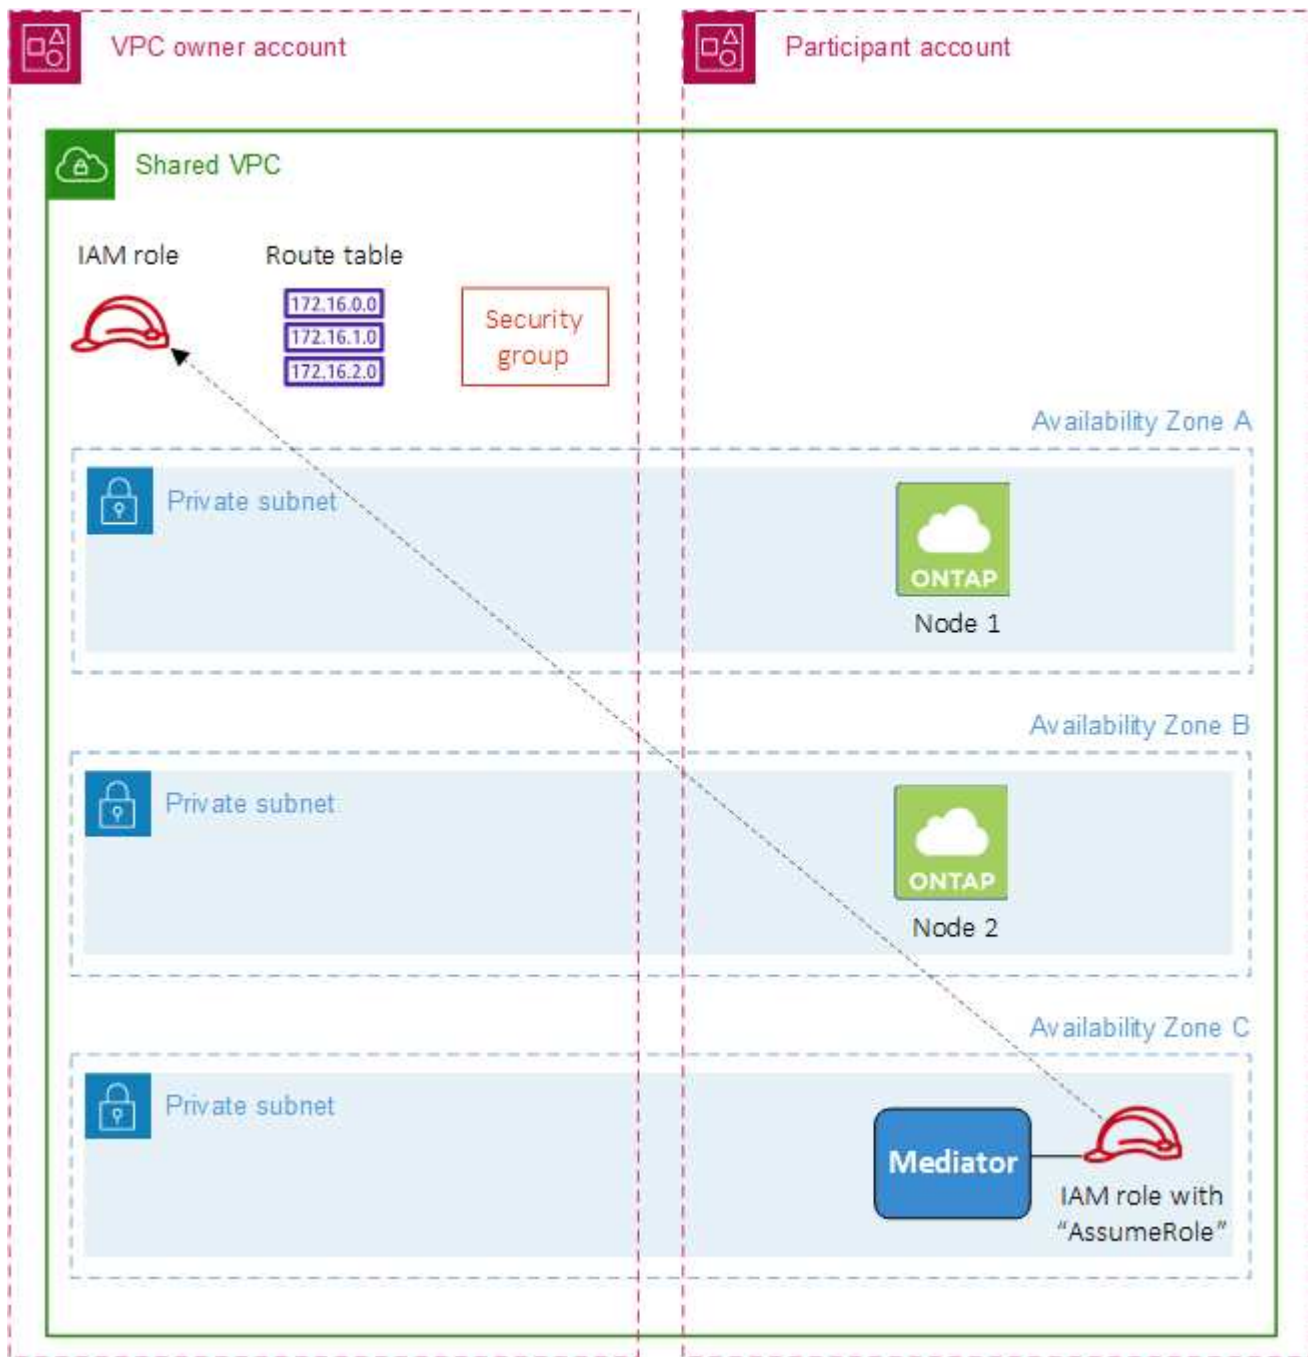 VPC owner account
Participant account
Shared VPC
IAM role
Route table
172.16.0.0
172.16.1.0
172.16.2.0
Security
group
Availability Zone A
Private subnet
ONTAP
Node 1
Availability Zone B
Private subnet
ONTAP
Node 2
Availability Zone C
Private subnet
Mediator
IAM role with
“AssumeRole”